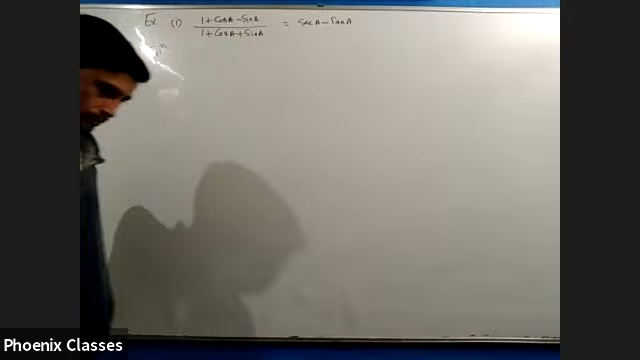 Ex (1) 1+CosA-SinA / 1+CosA+SinA = SecA-tanA
Phoenix Classes